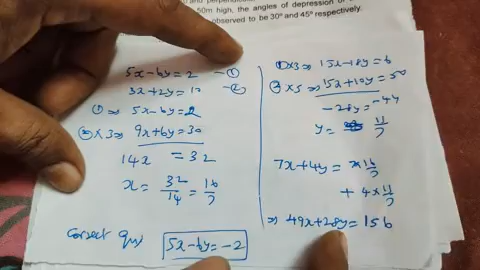 50m high, the angles of depression of
observed to be 30° and 45° respectively.
5x-6y=2 —①
3x+2y=10 —②
①⇒ 5x-6y=2
②×3⇒ 9x+6y=30
14x = 32
x = 32/14 = 16/7
Correct Qn)
5x-6y=-2
①×3⇒ 15x-18y=6
②×5⇒ 15x+10y=50
-28y=-44
y= 11/7
7x+4y= 7×16/7
+ 4×11/7
⇒ 49x+28y=156